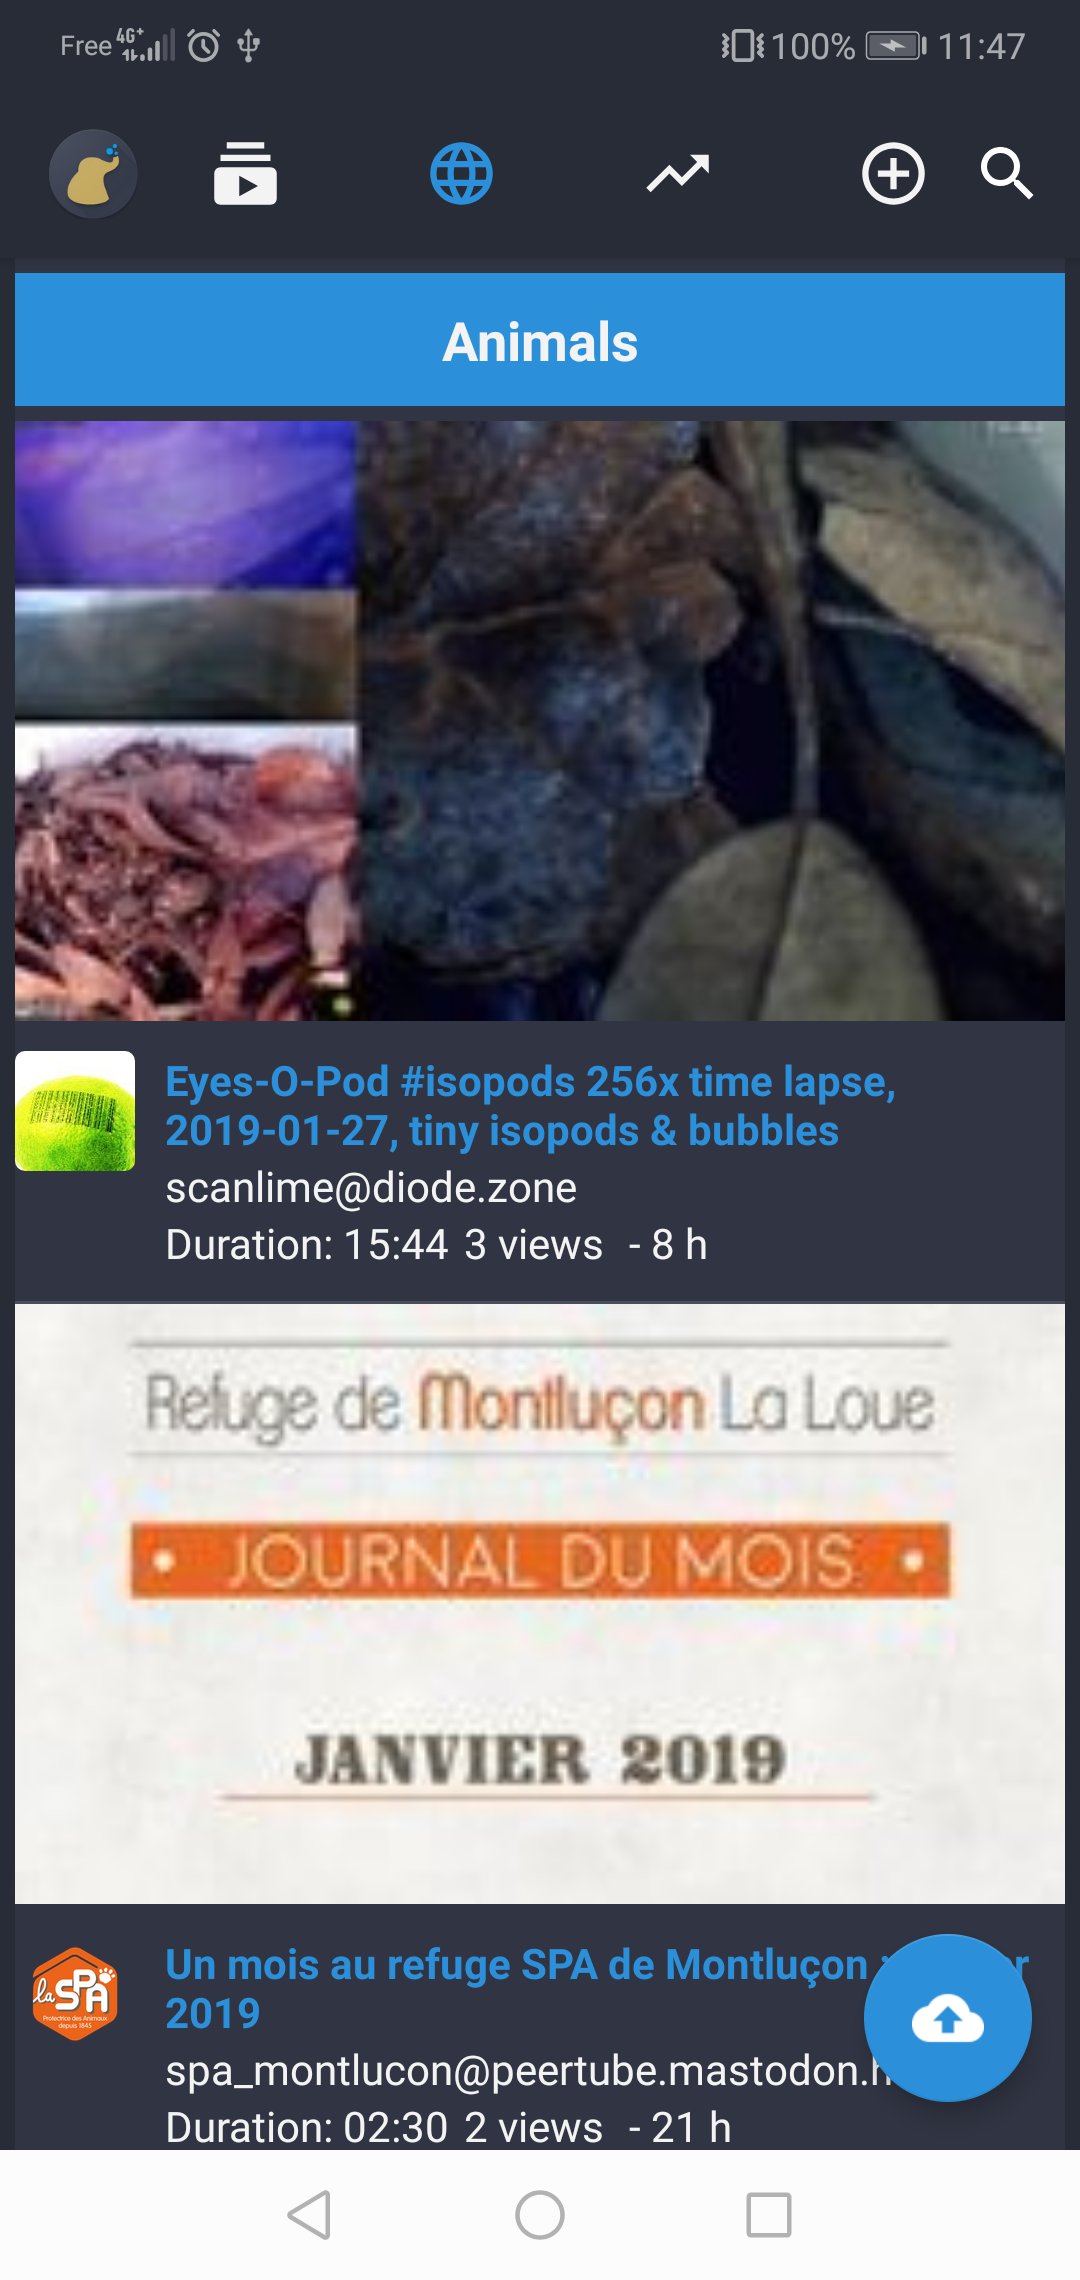 Free 4G+ 100% 11:47
Animals
Eyes-O-Pod #isopods 256x time lapse,
2019-01-27, tiny isopods & bubbles
scanlime@diode.zone
Duration: 15:44 3 views - 8 h
Refuge de Montluçon La Loue
• JOURNAL DU MOIS •
JANVIER 2019
la SPA
Protectrice des Animaux
depuis 1845
Un mois au refuge SPA de Montluçon
2019
spa_montlucon@peertube.mastodon.h
Duration: 02:30 2 views - 21 h